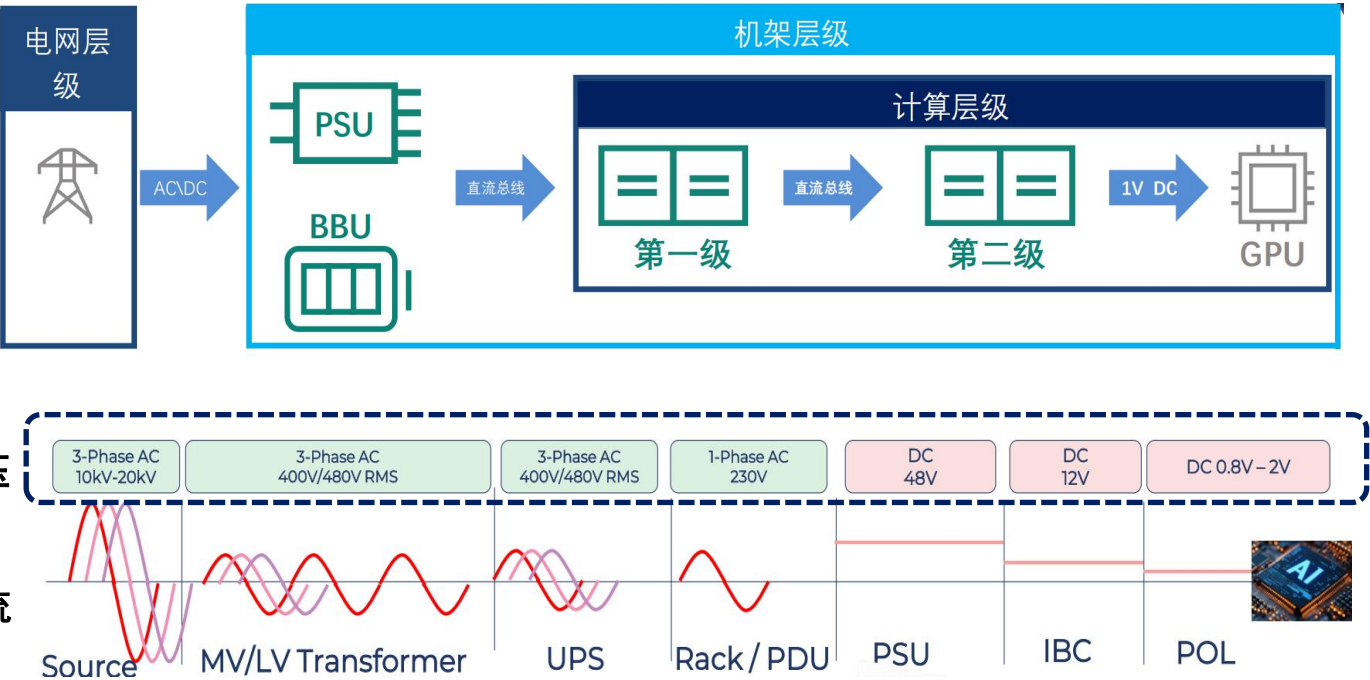 电网层
级
机架层级
计算层级
PSU
BBU
AC\DC
直流总线
第一级
直流总线
第二级
1V DC
GPU
3-Phase AC
10kV-20kV
3-Phase AC
400V/480V RMS
3-Phase AC
400V/480V RMS
1-Phase AC
230V
DC
48V
DC
12V
DC 0.8V – 2V
AI
Source
MV/LV Transformer
UPS
Rack / PDU
PSU
IBC
POL